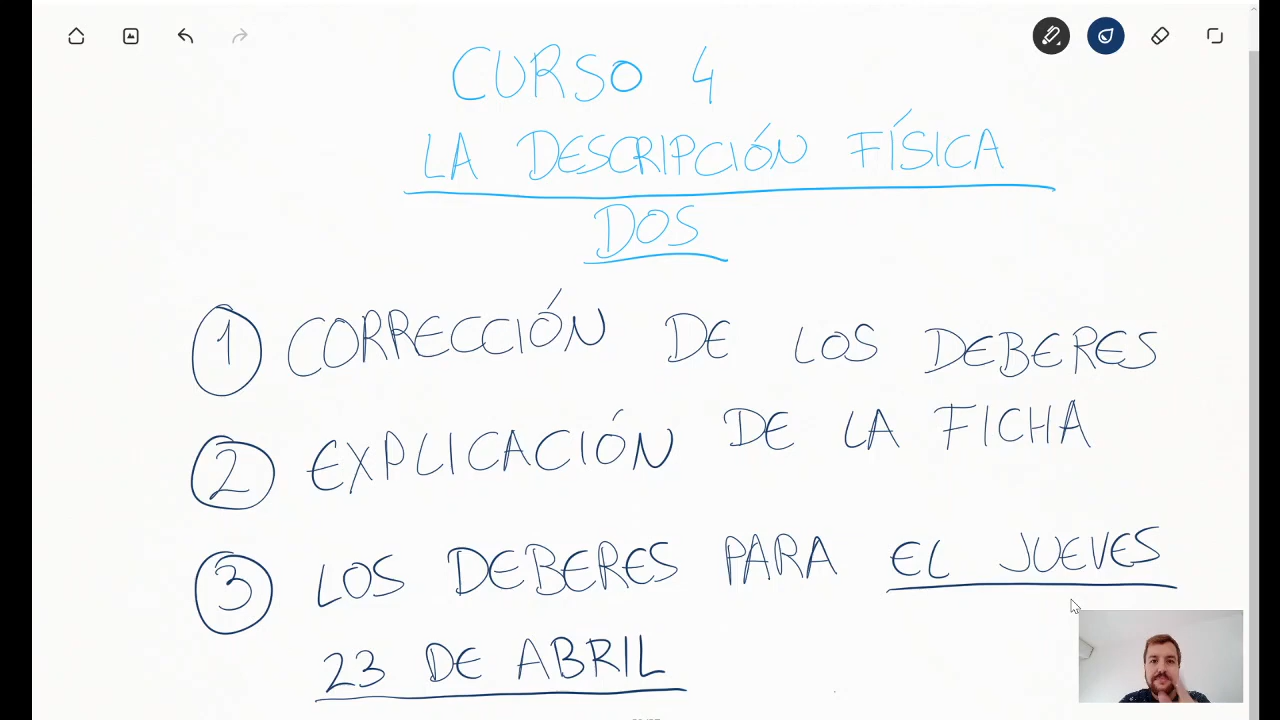 CURSO 4
LA DESCRIPCIÓN FÍSICA
DOS
1 CORRECCIÓN DE LOS DEBERES
2 EXPLICACIÓN DE LA FICHA
3 LOS DEBERES PARA EL JUEVES
23 DE ABRIL